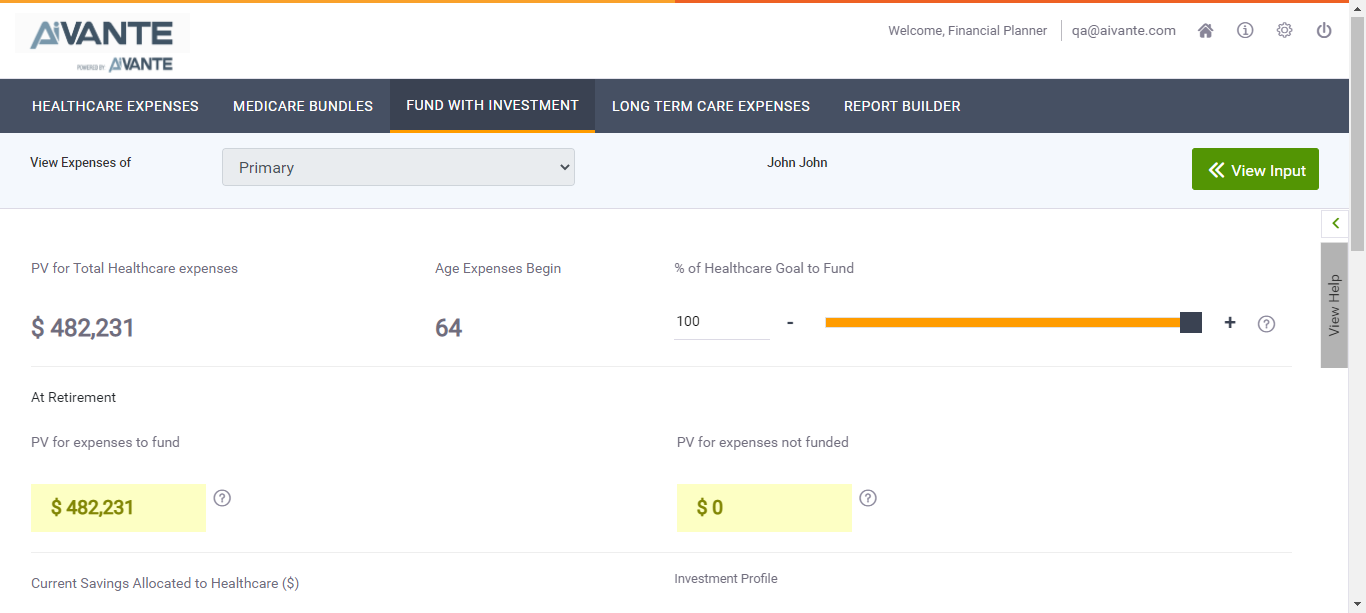 AiVANTE
POWERED BY AiVANTE
Welcome, Financial Planner
qa@aivante.com
HEALTHCARE EXPENSES
MEDICARE BUNDLES
FUND WITH INVESTMENT
LONG TERM CARE EXPENSES
REPORT BUILDER
View Expenses of
Primary
John John
View Input
View Help
PV for Total Healthcare expenses
Age Expenses Begin
% of Healthcare Goal to Fund
$ 482,231
64
100
-
+
?
At Retirement
PV for expenses to fund
PV for expenses not funded
$ 482,231
?
$ 0
?
Current Savings Allocated to Healthcare ($)
Investment Profile